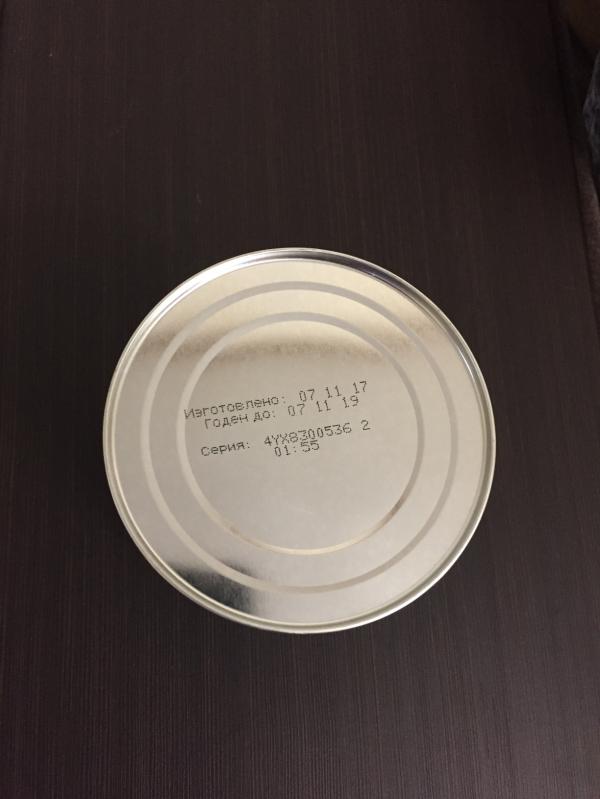 Изготовлено: 07 11 17
Годен до: 07 11 19
Серия: 4YX8300536 2
01:55